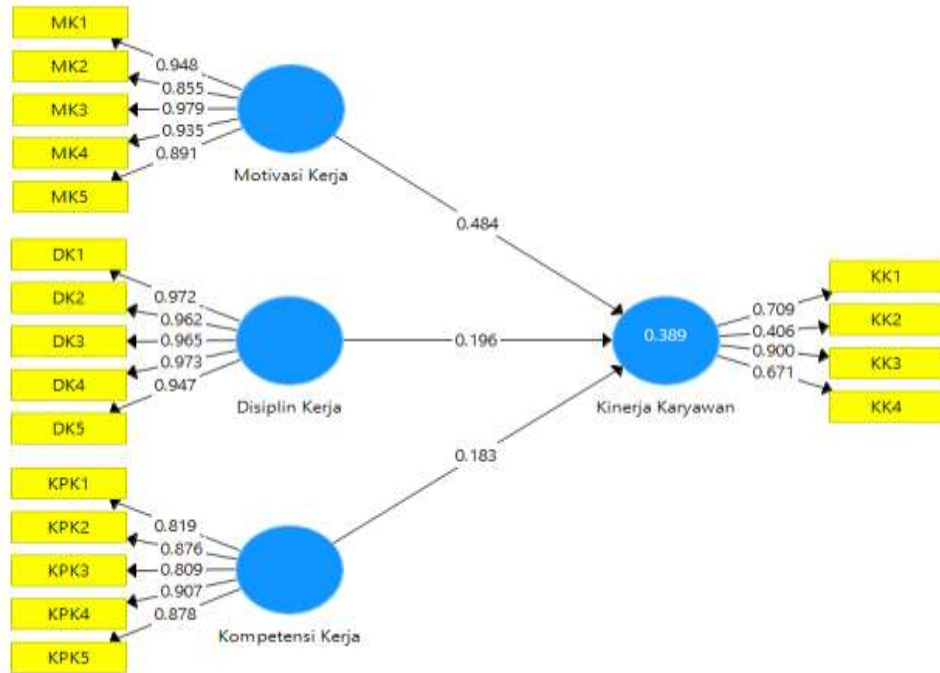 MK1
MK2
MK3
MK4
MK5
0.948
0.855
0.979
0.935
0.891
Motivasi Kerja
0.484
DK1
DK2
DK3
DK4
DK5
0.972
0.962
0.965
0.973
0.947
Disiplin Kerja
0.196
KPK1
KPK2
KPK3
KPK4
KPK5
0.819
0.876
0.809
0.907
0.878
Kompetensi Kerja
0.183
0.389
Kinerja Karyawan
0.709
0.406
0.900
0.671
KK1
KK2
KK3
KK4